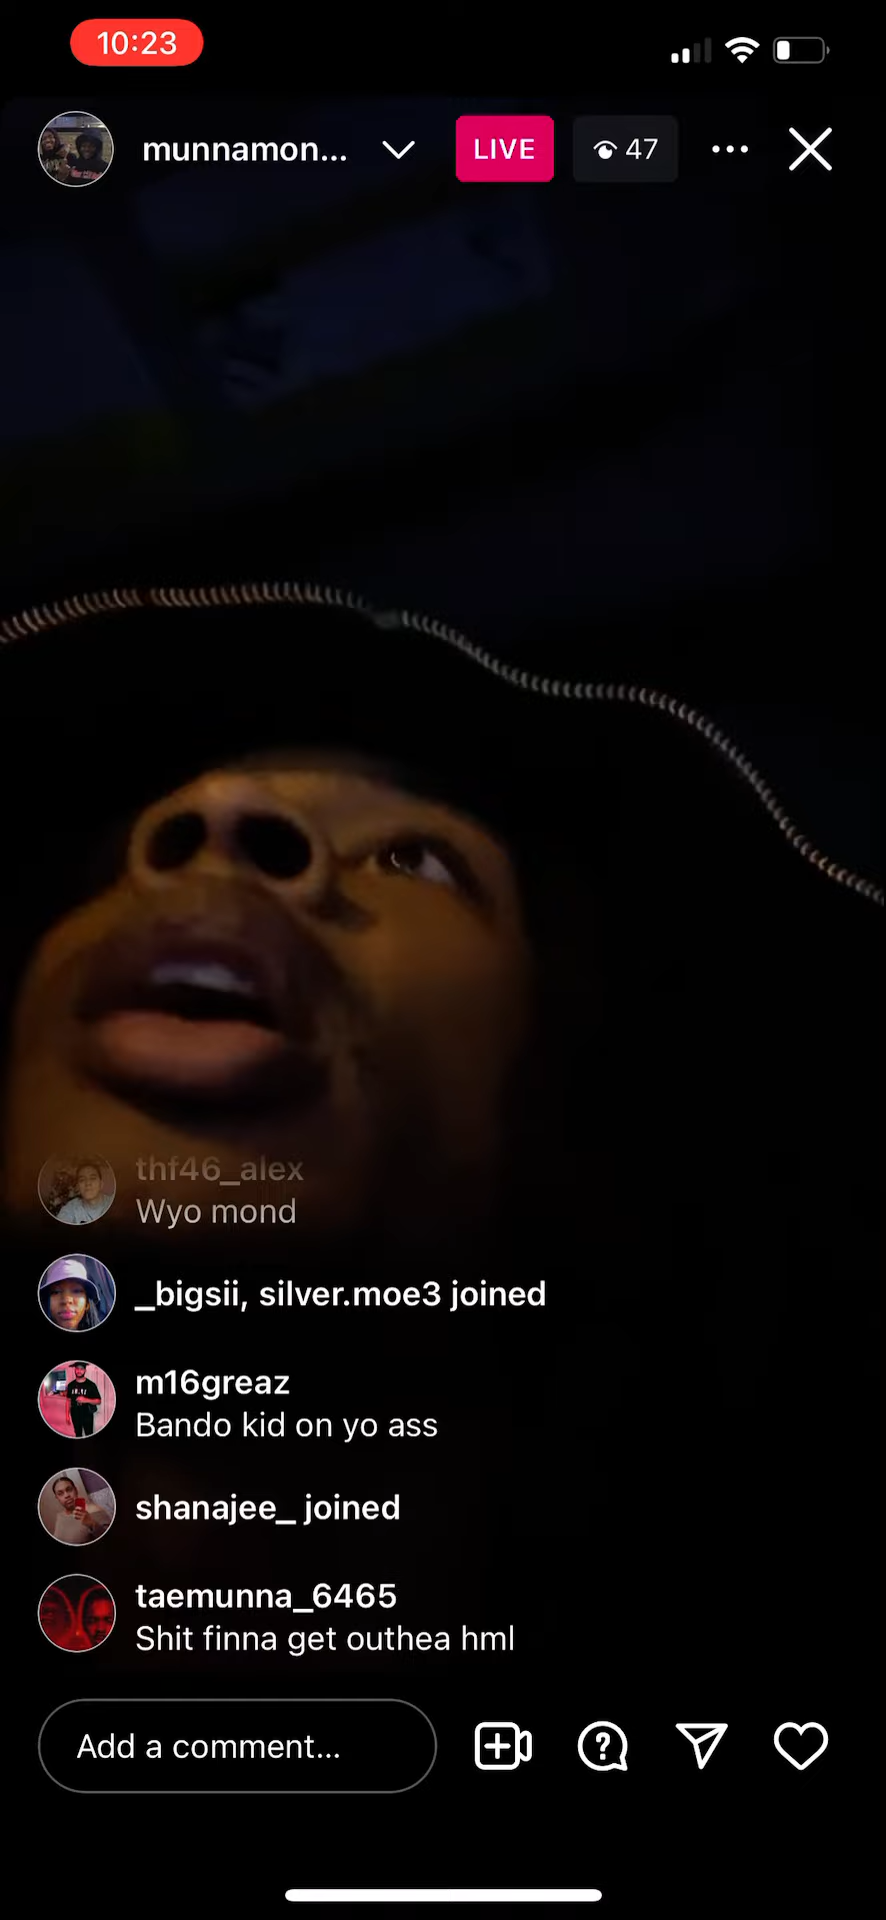 10:23
munnamon...
LIVE
47
thf46_alex
Wyo mond
_bigsii, silver.moe3 joined
m16greaz
Bando kid on yo ass
shanajee_ joined
taemunna_6465
Shit finna get outhea hml
Add a comment...